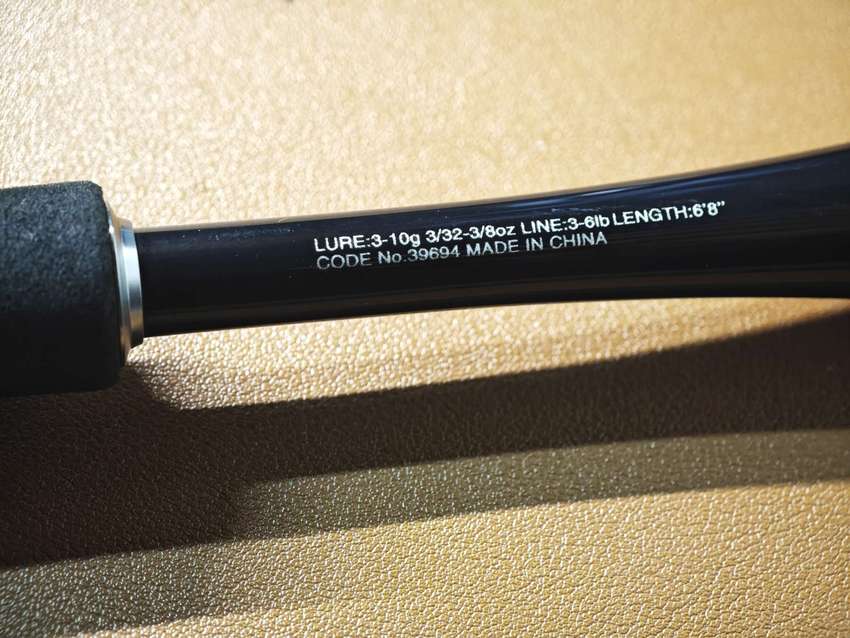 LURE:3-10g 3/32-3/8oz LINE:3-6lb LENGTH:6'8"
CODE No.39694 MADE IN CHINA